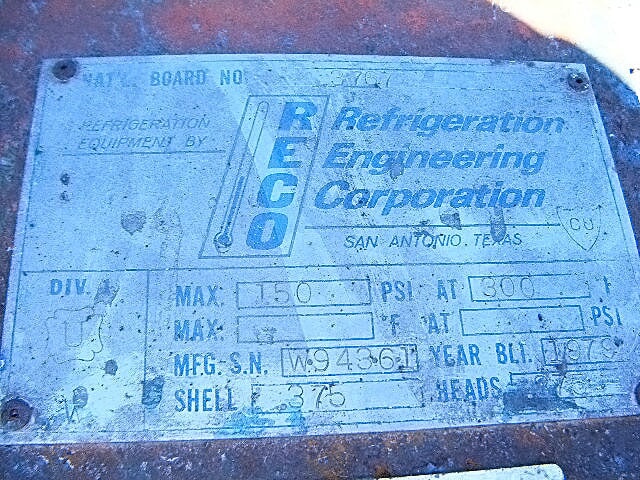 NAT'L. BOARD NO
REFRIGERATION
EQUIPMENT BY
RECO
Refrigeration
Engineering
Corporation
SAN ANTONIO, TEXAS
DIV. 1
U
W
MAX. 150 PSI AT 300 °F
MAX. °F AT PSI
MFG. S.N. W94361 YEAR BLT. 1979
SHELL .375 HEADS